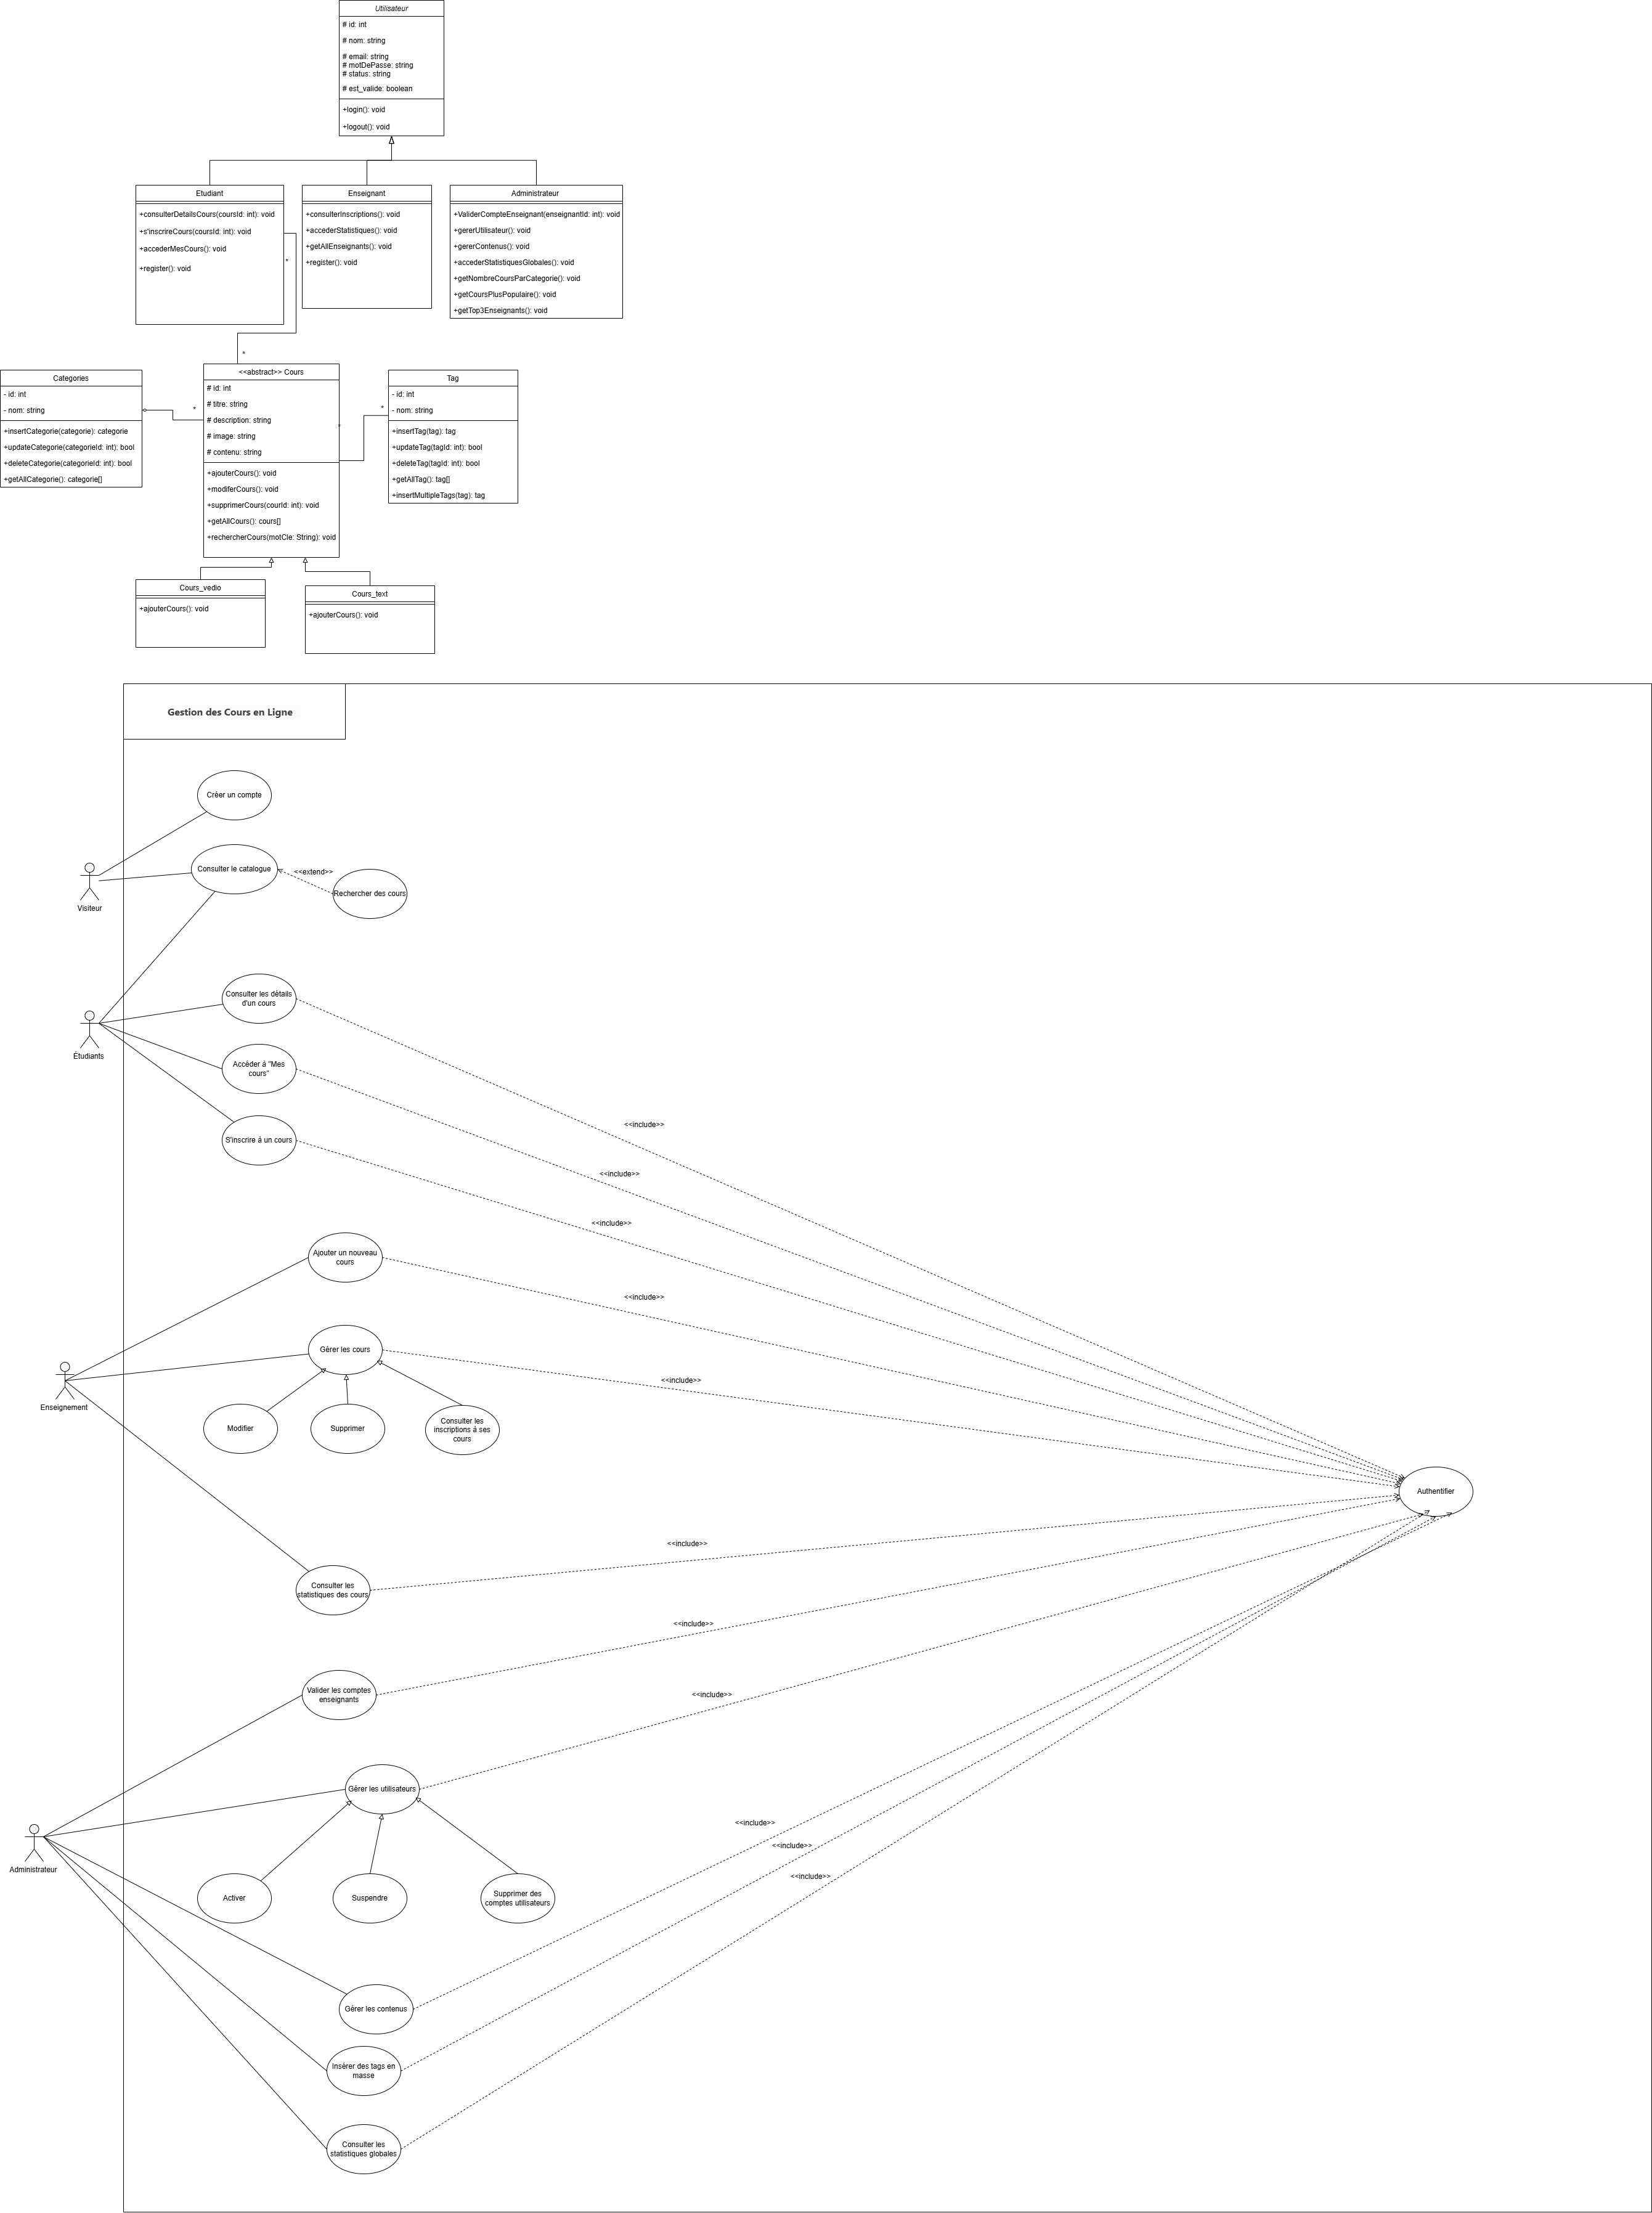 Utilisateur
# id: int
# nom: string
# email: string
# motDePasse: string
# status: string
# est_valide: boolean
+login(): void
+logout(): void
Etudiant
+consulterDetailsCours(coursId: int): void
+s'inscrireCours(coursId: int): void
+accederMesCours(): void
+register(): void
Enseignant
+consulterInscriptions(): void
+accederStatistiques(): void
+getAllEnseignants(): void
+register(): void
Administrateur
+ValiderCompteEnseignant(enseignantId: int): void
+gererUtilisateur(): void
+gererContenus(): void
+accederStatistiquesGlobales(): void
+getNombreCoursParCategorie(): void
+getCoursPlusPopulaire(): void
+getTop3Enseignants(): void
*
*
Categories
- id: int
- nom: string
+insertCategorie(categorie): categorie
+updateCategorie(categorieId: int): bool
+deleteCategorie(categorieId: int): bool
+getAllCategorie(): categorie[]
*
<<abstract>> Cours
# id: int
# titre: string
# description: string
# image: string
# contenu: string
+ajouterCours(): void
+modiferCours(): void
+supprimerCours(courId: int): void
+getAllCours(): cours[]
+rechercherCours(motCle: String): void
*
*
Tag
- id: int
- nom: string
+insertTag(tag): tag
+updateTag(tagId: int): bool
+deleteTag(tagId: int): bool
+getAllTag(): tag[]
+insertMultipleTags(tag): tag
Cours_vedio
+ajouterCours(): void
Cours_text
+ajouterCours(): void
Gestion des Cours en Ligne
Créer un compte
Consulter le catalogue
<<extend>>
Rechercher des cours
Visiteur
Consulter les détails
d'un cours
Étudiants
Accéder à "Mes
cours"
<<include>>
S'inscrire à un cours
<<include>>
<<include>>
Ajouter un nouveau
cours
<<include>>
Gérer les cours
<<include>>
Enseignement
Modifier
Supprimer
Consulter les
inscriptions à ses
cours
Authentifier
<<include>>
Consulter les
statistiques des cours
<<include>>
Valider les comptes
enseignants
<<include>>
Gérer les utilisateurs
<<include>>
<<include>>
<<include>>
Administrateur
Activer
Suspendre
Supprimer des
comptes utilisateurs
Gérer les contenus
Insérer des tags en
masse
Consulter les
statistiques globales